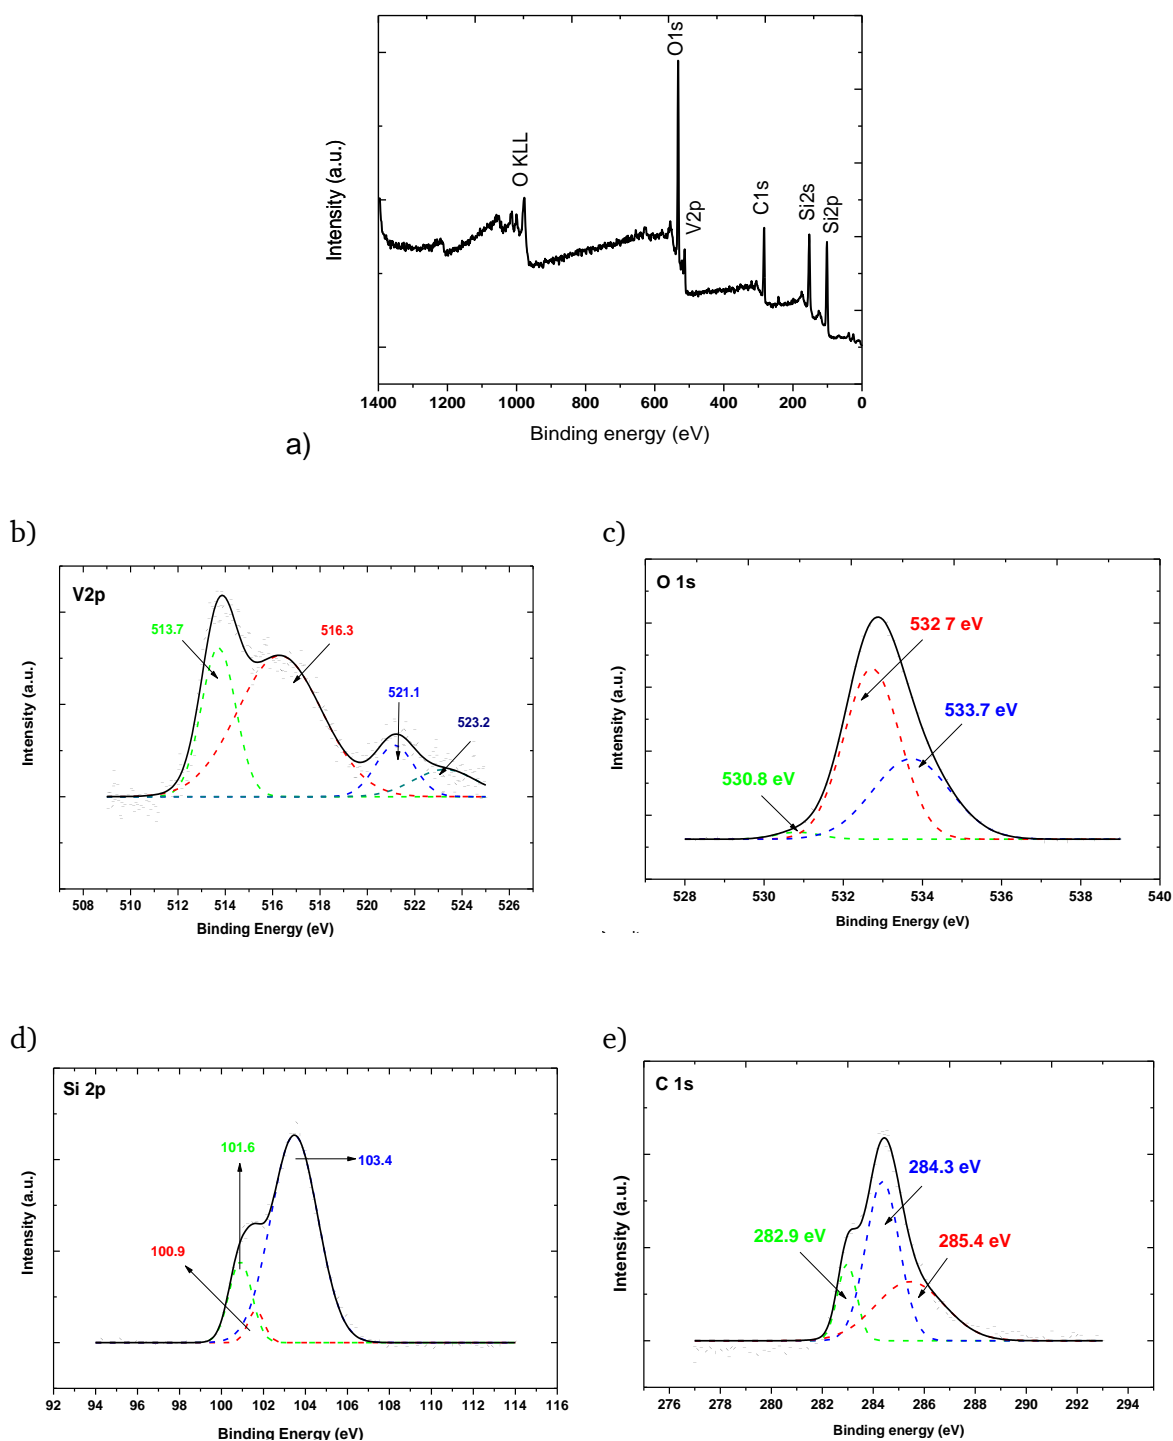 O1s
O KLL
V2p
C1s
Si2s
Si2p
Intensity (a.u.)
1400 1200 1000 800 600 400 200 0
Binding energy (eV)
a)
b)
V2p
513.7
516.3
521.1
523.2
Intensity (a.u.)
508 510 512 514 516 518 520 522 524 526
Binding Energy (eV)
c)
O 1s
532 7 eV
533.7 eV
530.8 eV
Intensity (a.u.)
528 530 532 534 536 538 540
Binding Energy (eV)
d)
Si 2p
101.6
103.4
100.9
Intensity (a.u.)
92 94 96 98 100 102 104 106 108 110 112 114 116
Binding Energy (eV)
e)
C 1s
284.3 eV
282.9 eV
285.4 eV
Intensity (a.u.)
276 278 280 282 284 286 288 290 292 294
Binding energy (eV)